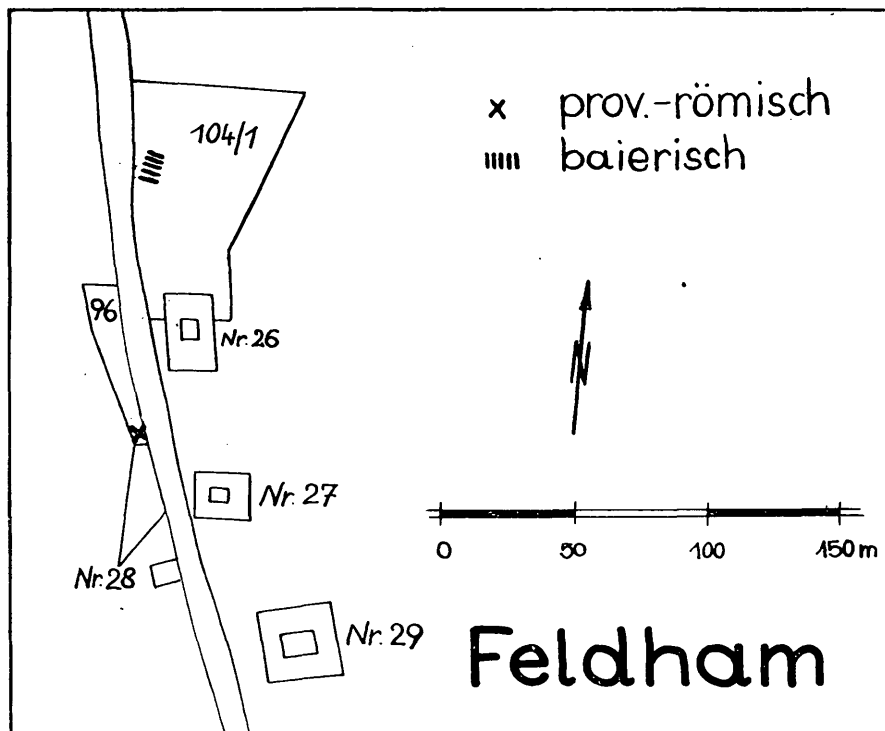 x prov.-römisch
baierisch
104/1
96
Nr. 26
N
Nr. 27
0 50 100 150 m
Nr. 28
Nr. 29
Feldham